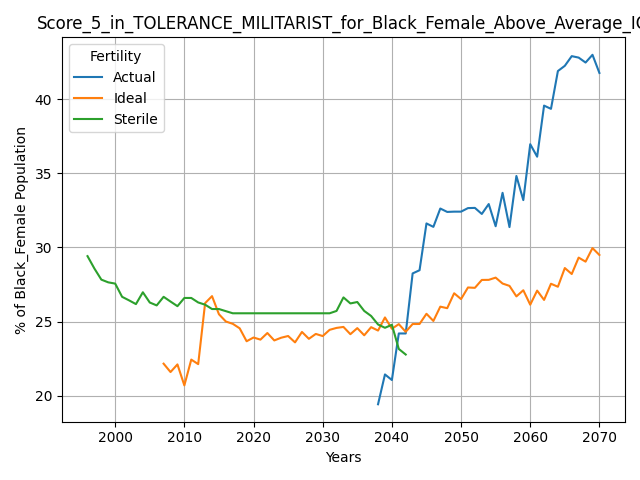 Score_5_in_TOLERANCE_MILITARIST_for_Black_Female_Above_Average_IQ
Fertility
Actual
Ideal
Sterile
% of Black_Female Population
40
35
30
25
20
2000 2010 2020 2030 2040 2050 2060 2070
Years